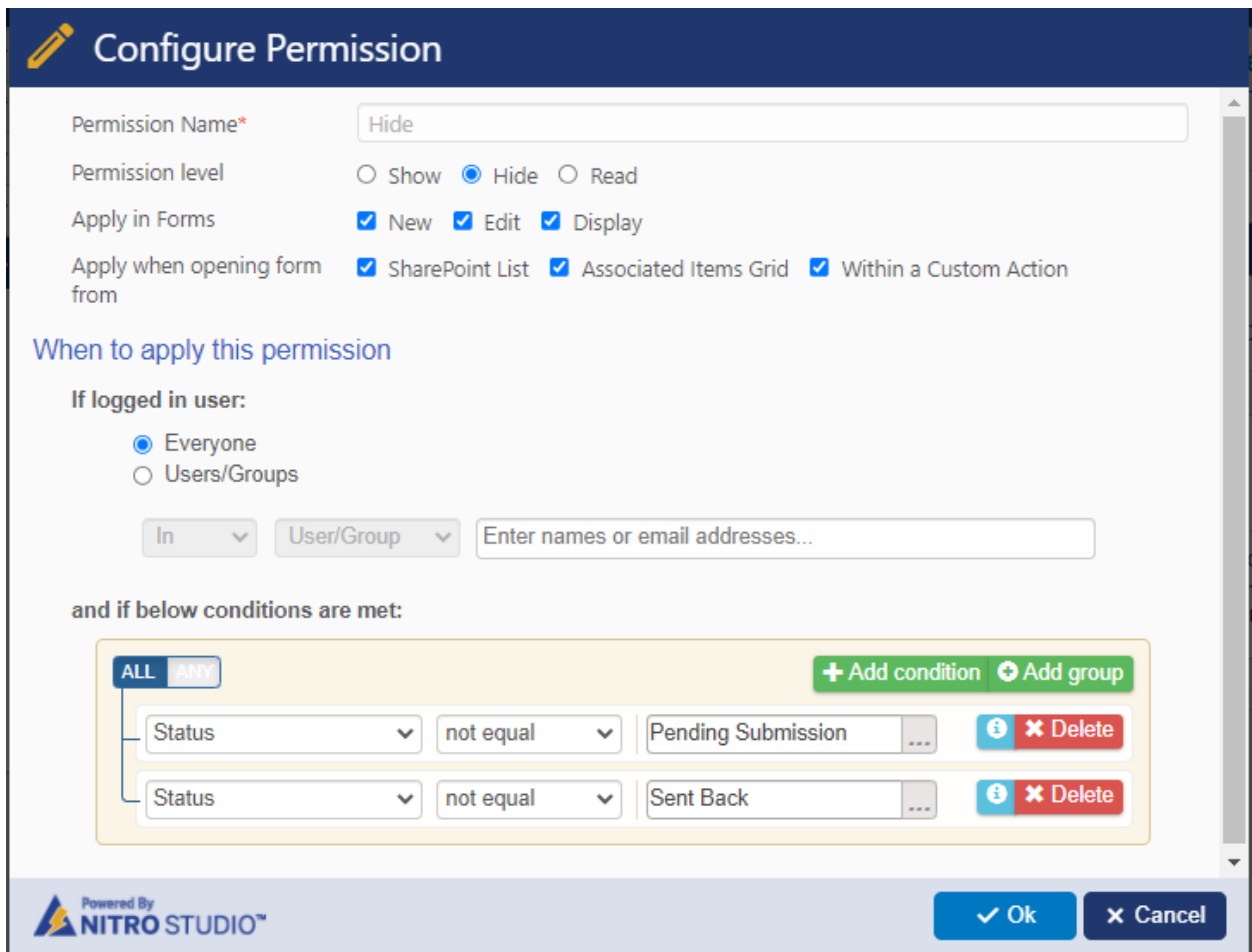 Configure Permission
Permission Name*
Hide
Permission level
Show Hide Read
Apply in Forms
New Edit Display
Apply when opening form
from
SharePoint List Associated Items Grid Within a Custom Action
When to apply this permission
If logged in user:
Everyone
Users/Groups
In User/Group Enter names or email addresses...
and if below conditions are met:
ALL ANY Add condition Add group
Status not equal Pending Submission ... Delete
Status not equal Sent Back ... Delete
Powered By
NITRO STUDIO™
Ok Cancel